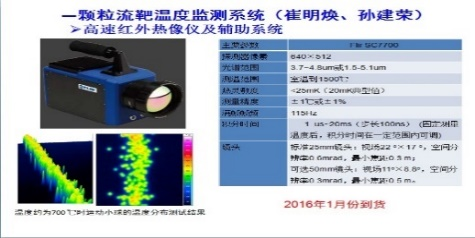 一颗粒流靶温度监测系统（崔明焕、孙建荣）
➢高速红外热像仪及辅助系统
主要参数 Flir SC7700
探测器像素 640×512
光谱范围 3.7~4.8um或1.5-5.1um
测温范围 室温到1500℃
热灵敏度 <25mK（20mK典型值）
测量精度 ±1℃或±1%
满帧帧频 115Hz
积分时间 1 us~20ms（步长100ns）（固定测
温度后，积分时间在一定范围内可调）
镜头 标准25mm镜头：视场22°×17°，空间分
辨率0.6mrad，最小焦距0.3 m；
可选50mm镜头：视场11°×8.8°，空间分
辨率0.3mrad，最小焦距0.5 m。
温度约为700℃时运动小球的温度分布测试结果
2016年1月份到货